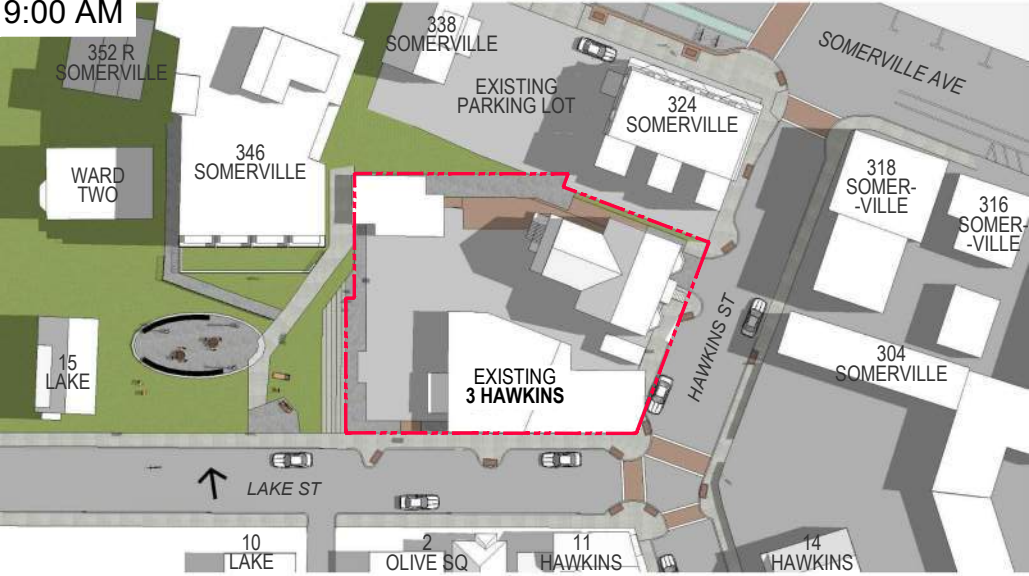 9:00 AM
352 R
SOMERVILLE
338
SOMERVILLE
EXISTING
PARKING LOT
SOMERVILLE AVE
324
SOMERVILLE
WARD
TWO
346
SOMERVILLE
318
SOMER-
-VILLE
316
SOMER-
-VILLE
15
LAKE
EXISTING
3 HAWKINS
HAWKINS ST
304
SOMERVILLE
LAKE ST
10
LAKE
2
OLIVE SQ
11
HAWKINS
14
HAWKINS